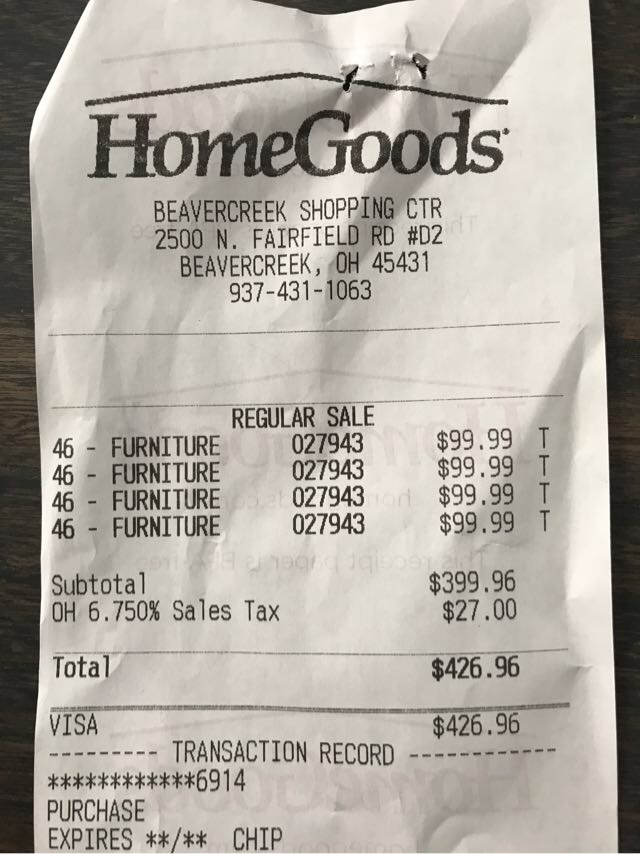 HomeGoods
BEAVERCREEK SHOPPING CTR
2500 N. FAIRFIELD RD #D2
BEAVERCREEK, OH 45431
937-431-1063
REGULAR SALE
46 - FURNITURE 027943 $99.99 T
46 - FURNITURE 027943 $99.99 T
46 - FURNITURE 027943 $99.99 T
46 - FURNITURE 027943 $99.99 T
Subtotal $399.96
OH 6.750% Sales Tax $27.00
Total $426.96
VISA $426.96
--------- TRANSACTION RECORD ------------
************6914
PURCHASE
EXPIRES **/** CHIP